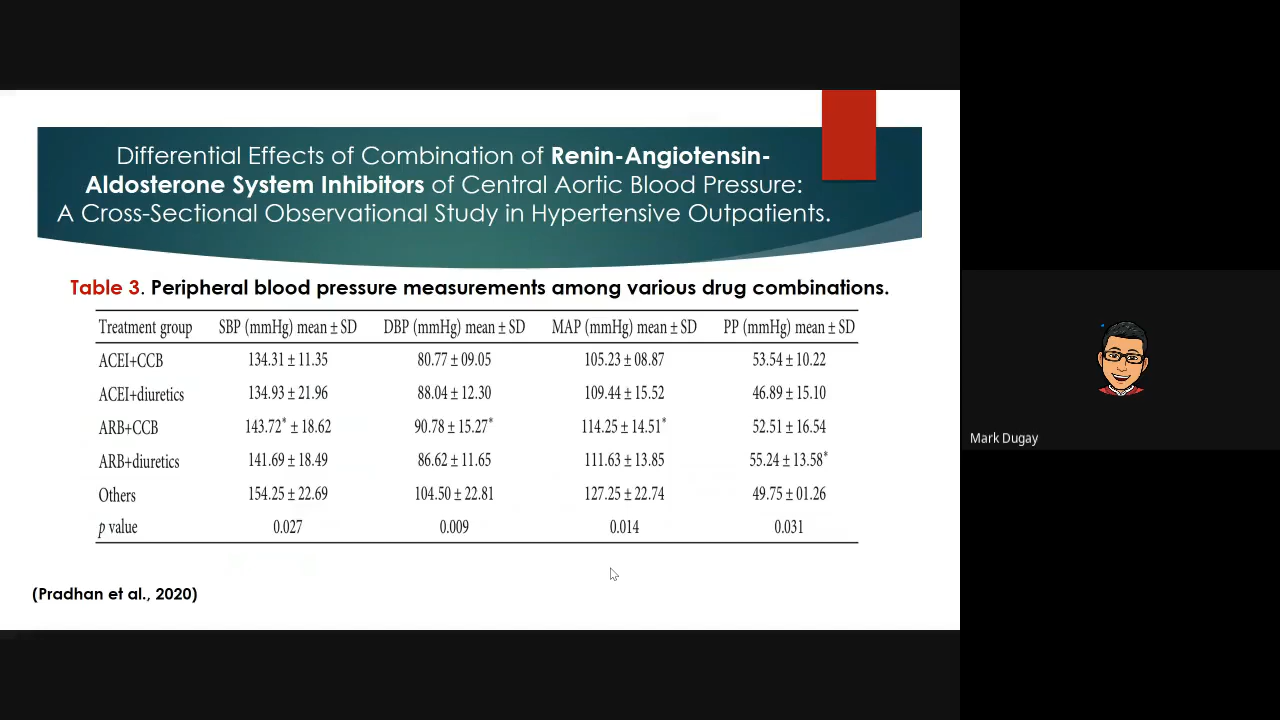 Differential Effects of Combination of Renin-Angiotensin-
Aldosterone System Inhibitors of Central Aortic Blood Pressure:
A Cross-Sectional Observational Study in Hypertensive Outpatients.
Table 3. Peripheral blood pressure measurements among various drug combinations.
Treatment group SBP (mmHg) mean ± SD DBP (mmHg) mean ± SD MAP (mmHg) mean ± SD PP (mmHg) mean ± SD
ACEI+CCB 134.31 ± 11.35 80.77 ± 09.05 105.23 ± 08.87 53.54 ± 10.22
ACEI+diuretics 134.93 ± 21.96 88.04 ± 12.30 109.44 ± 15.52 46.89 ± 15.10
ARB+CCB 143.72* ± 18.62 90.78 ± 15.27* 114.25 ± 14.51* 52.51 ± 16.54
ARB+diuretics 141.69 ± 18.49 86.62 ± 11.65 111.63 ± 13.85 55.24 ± 13.58*
Others 154.25 ± 22.69 104.50 ± 22.81 127.25 ± 22.74 49.75 ± 01.26
p value 0.027 0.009 0.014 0.031
(Pradhan et al., 2020)
Mark Dugay